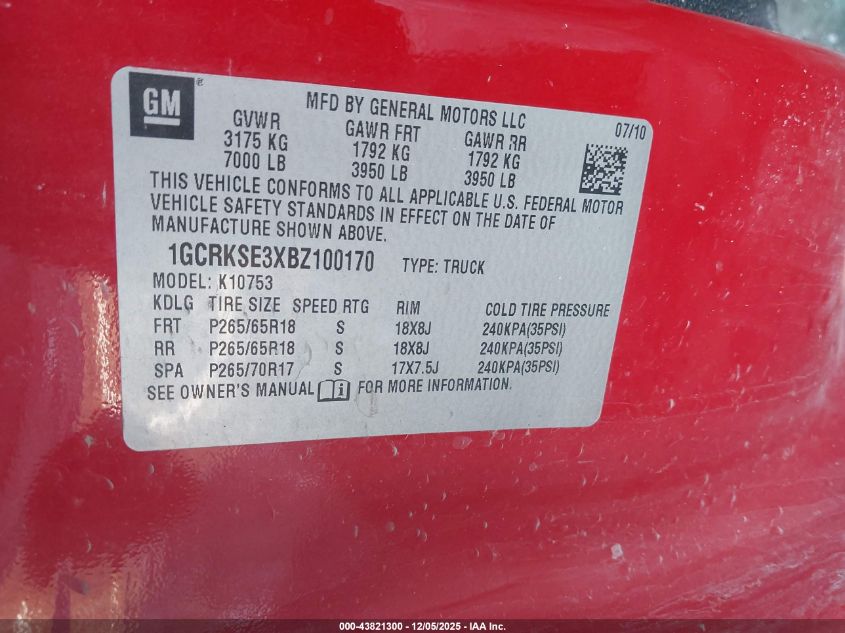 GM ®
MFD BY GENERAL MOTORS LLC 07/10
GVWR GAWR FRT GAWR RR
3175 KG 1792 KG 1792 KG
7000 LB 3950 LB 3950 LB
THIS VEHICLE CONFORMS TO ALL APPLICABLE U.S. FEDERAL MOTOR
VEHICLE SAFETY STANDARDS IN EFFECT ON THE DATE OF
MANUFACTURE SHOWN ABOVE.
1GCRKSE3XBZ100170 TYPE: TRUCK
MODEL: K10753
KDLG TIRE SIZE SPEED RTG RIM COLD TIRE PRESSURE
FRT P265/65R18 S 18X8J 240KPA(35PSI)
RR P265/65R18 S 18X8J 240KPA(35PSI)
SPA P265/70R17 S 17X7.5J 240KPA(35PSI)
SEE OWNER'S MANUAL i FOR MORE INFORMATION.
000-43821300 - 12/05/2025 - IAA Inc.